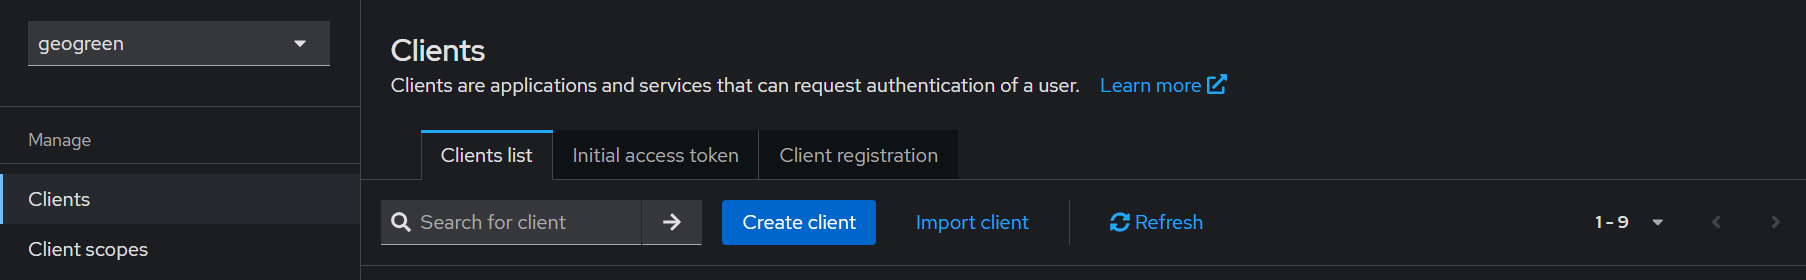 geogreen
Manage
Clients
Client scopes
Clients
Clients are applications and services that can request authentication of a user. Learn more
Clients list Initial access token Client registration
Search for client Create client Import client Refresh 1 - 9